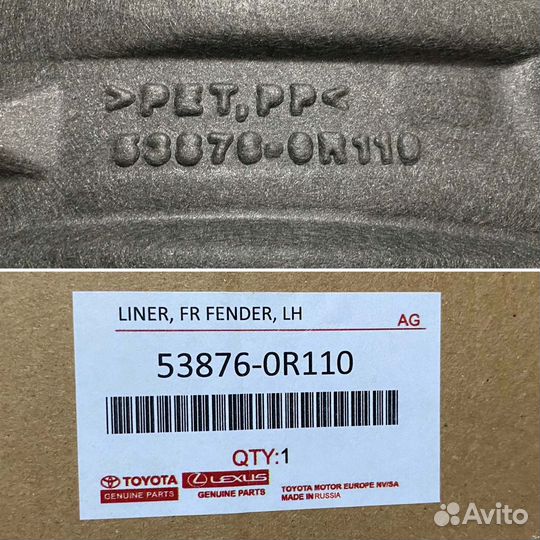 >PET,PP<
53876-0R110
LINER, FR FENDER, LH
AG
53876-0R110
QTY:1
TOYOTA
GENUINE PARTS
LEXUS
GENUINE PARTS
TOYOTA MOTOR EUROPE NV/SA
MADE IN RUSSIA
Avito